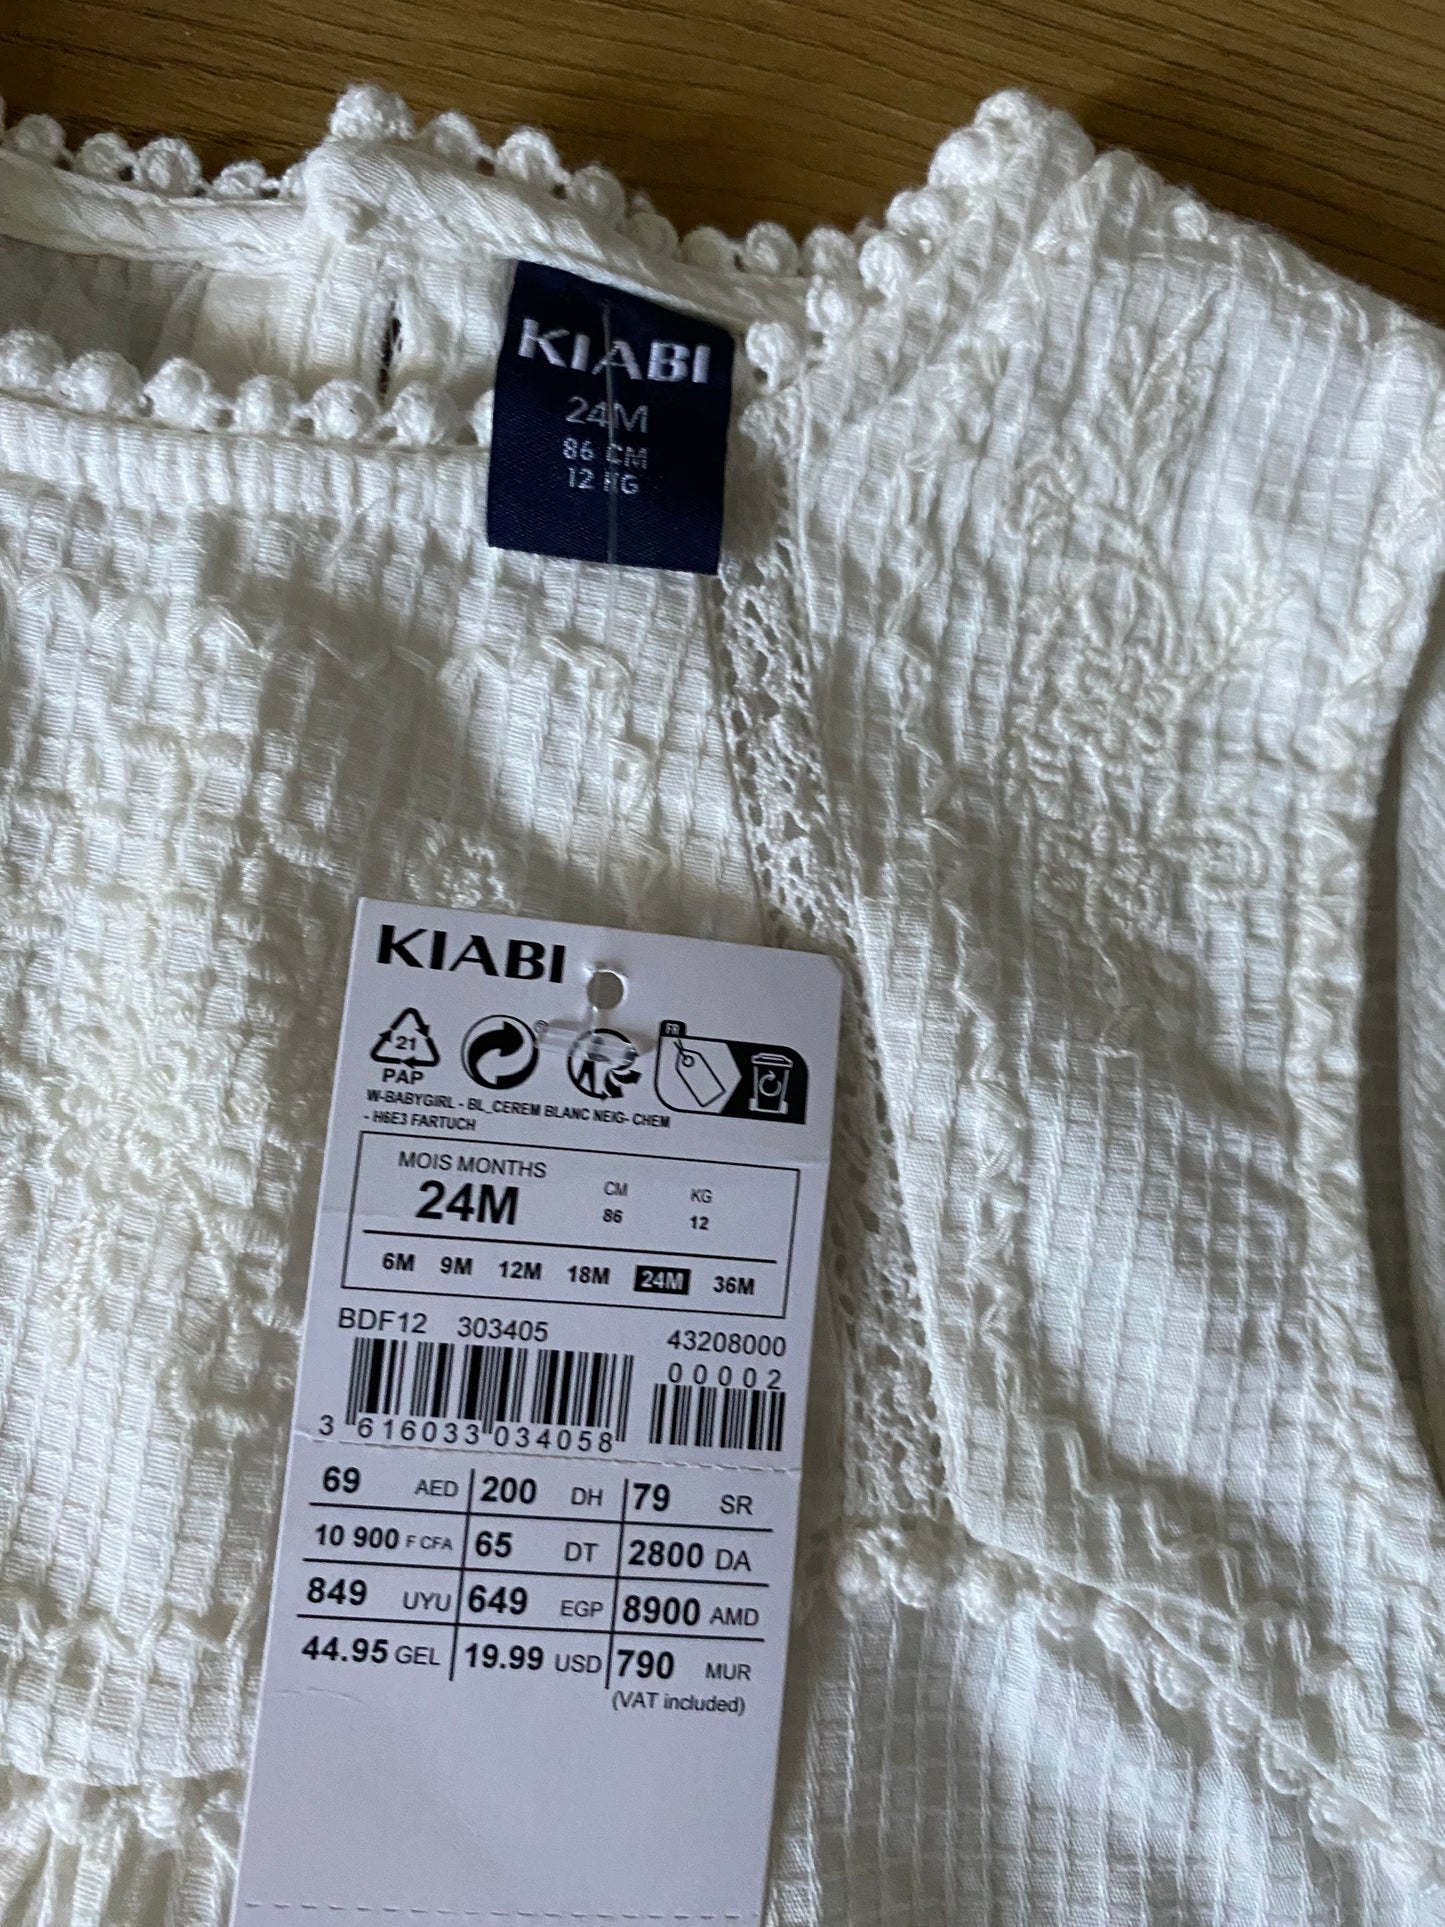 KIABI
24M
86 CM
12 KG
KIABI
21
PAP
FR
W-BABYGIRL - BL_CEREM BLANC NEIG- CHEM
- H6E3 FARTUCH
MOIS MONTHS CM KG
24M 86 12
6M 9M 12M 18M 24M 36M
BDF12 303405 43208000
00002
3 616033 034058
69 AED 200 DH 79 SR
10 900 F CFA 65 DT 2800 DA
849 UYU 649 EGP 8900 AMD
44.95 GEL 19.99 USD 790 MUR
(VAT included)